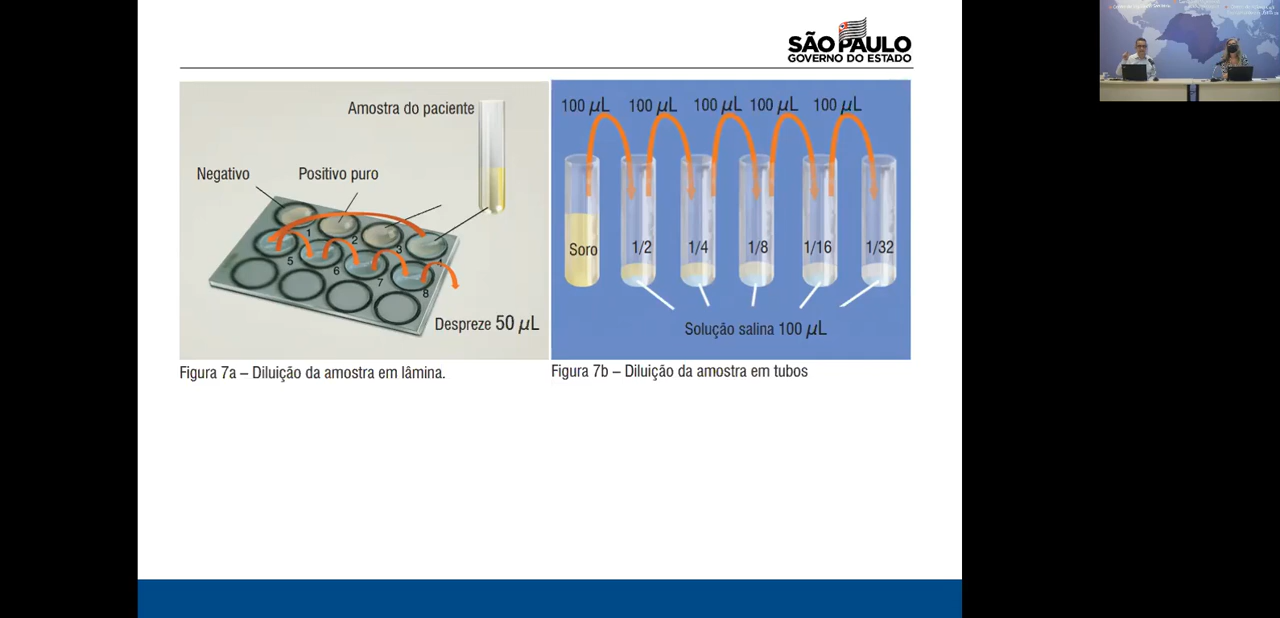 SÃO PAULO
GOVERNO DO ESTADO
Amostra do paciente
Negativo
Positivo puro
1
2
3
4
5
6
7
8
Despreze 50 µL
Figura 7a – Diluição da amostra em lâmina.
100 µL 100 µL 100 µL 100 µL 100 µL
Soro 1/2 1/4 1/8 1/16 1/32
Solução salina 100 µL
Figura 7b – Diluição da amostra em tubos